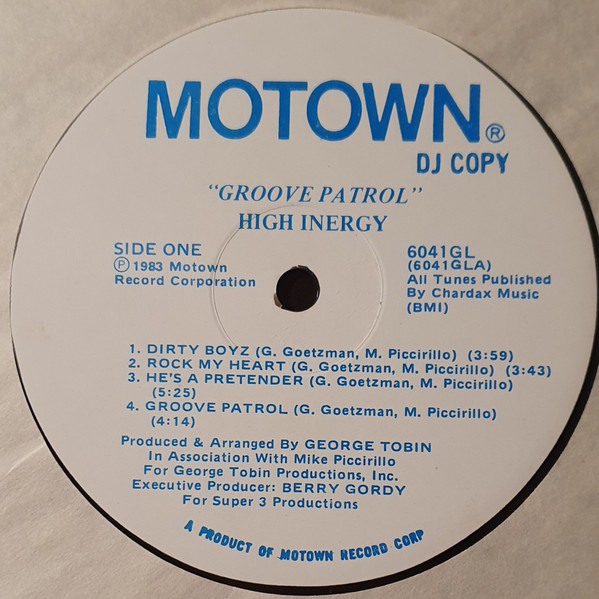 MOTOWN®
DJ COPY
"GROOVE PATROL"
HIGH INERGY
SIDE ONE
Ⓟ 1983 Motown
Record Corporation
6041GL
(6041GLA)
All Tunes Published
By Chardax Music
(BMI)
1. DIRTY BOYZ (G. Goetzman, M. Piccirillo) (3:59)
2. ROCK MY HEART (G. Goetzman, M. Piccirillo) (3:43)
3. HE'S A PRETENDER (G. Goetzman, M. Piccirillo)
(5:25)
4. GROOVE PATROL (G. Goetzman, M. Piccirillo)
(4:14)
Produced & Arranged By GEORGE TOBIN
In Association With Mike Piccirillo
For George Tobin Productions, Inc.
Executive Producer: BERRY GORDY
For Super 3 Productions
A PRODUCT OF MOTOWN RECORD CORP